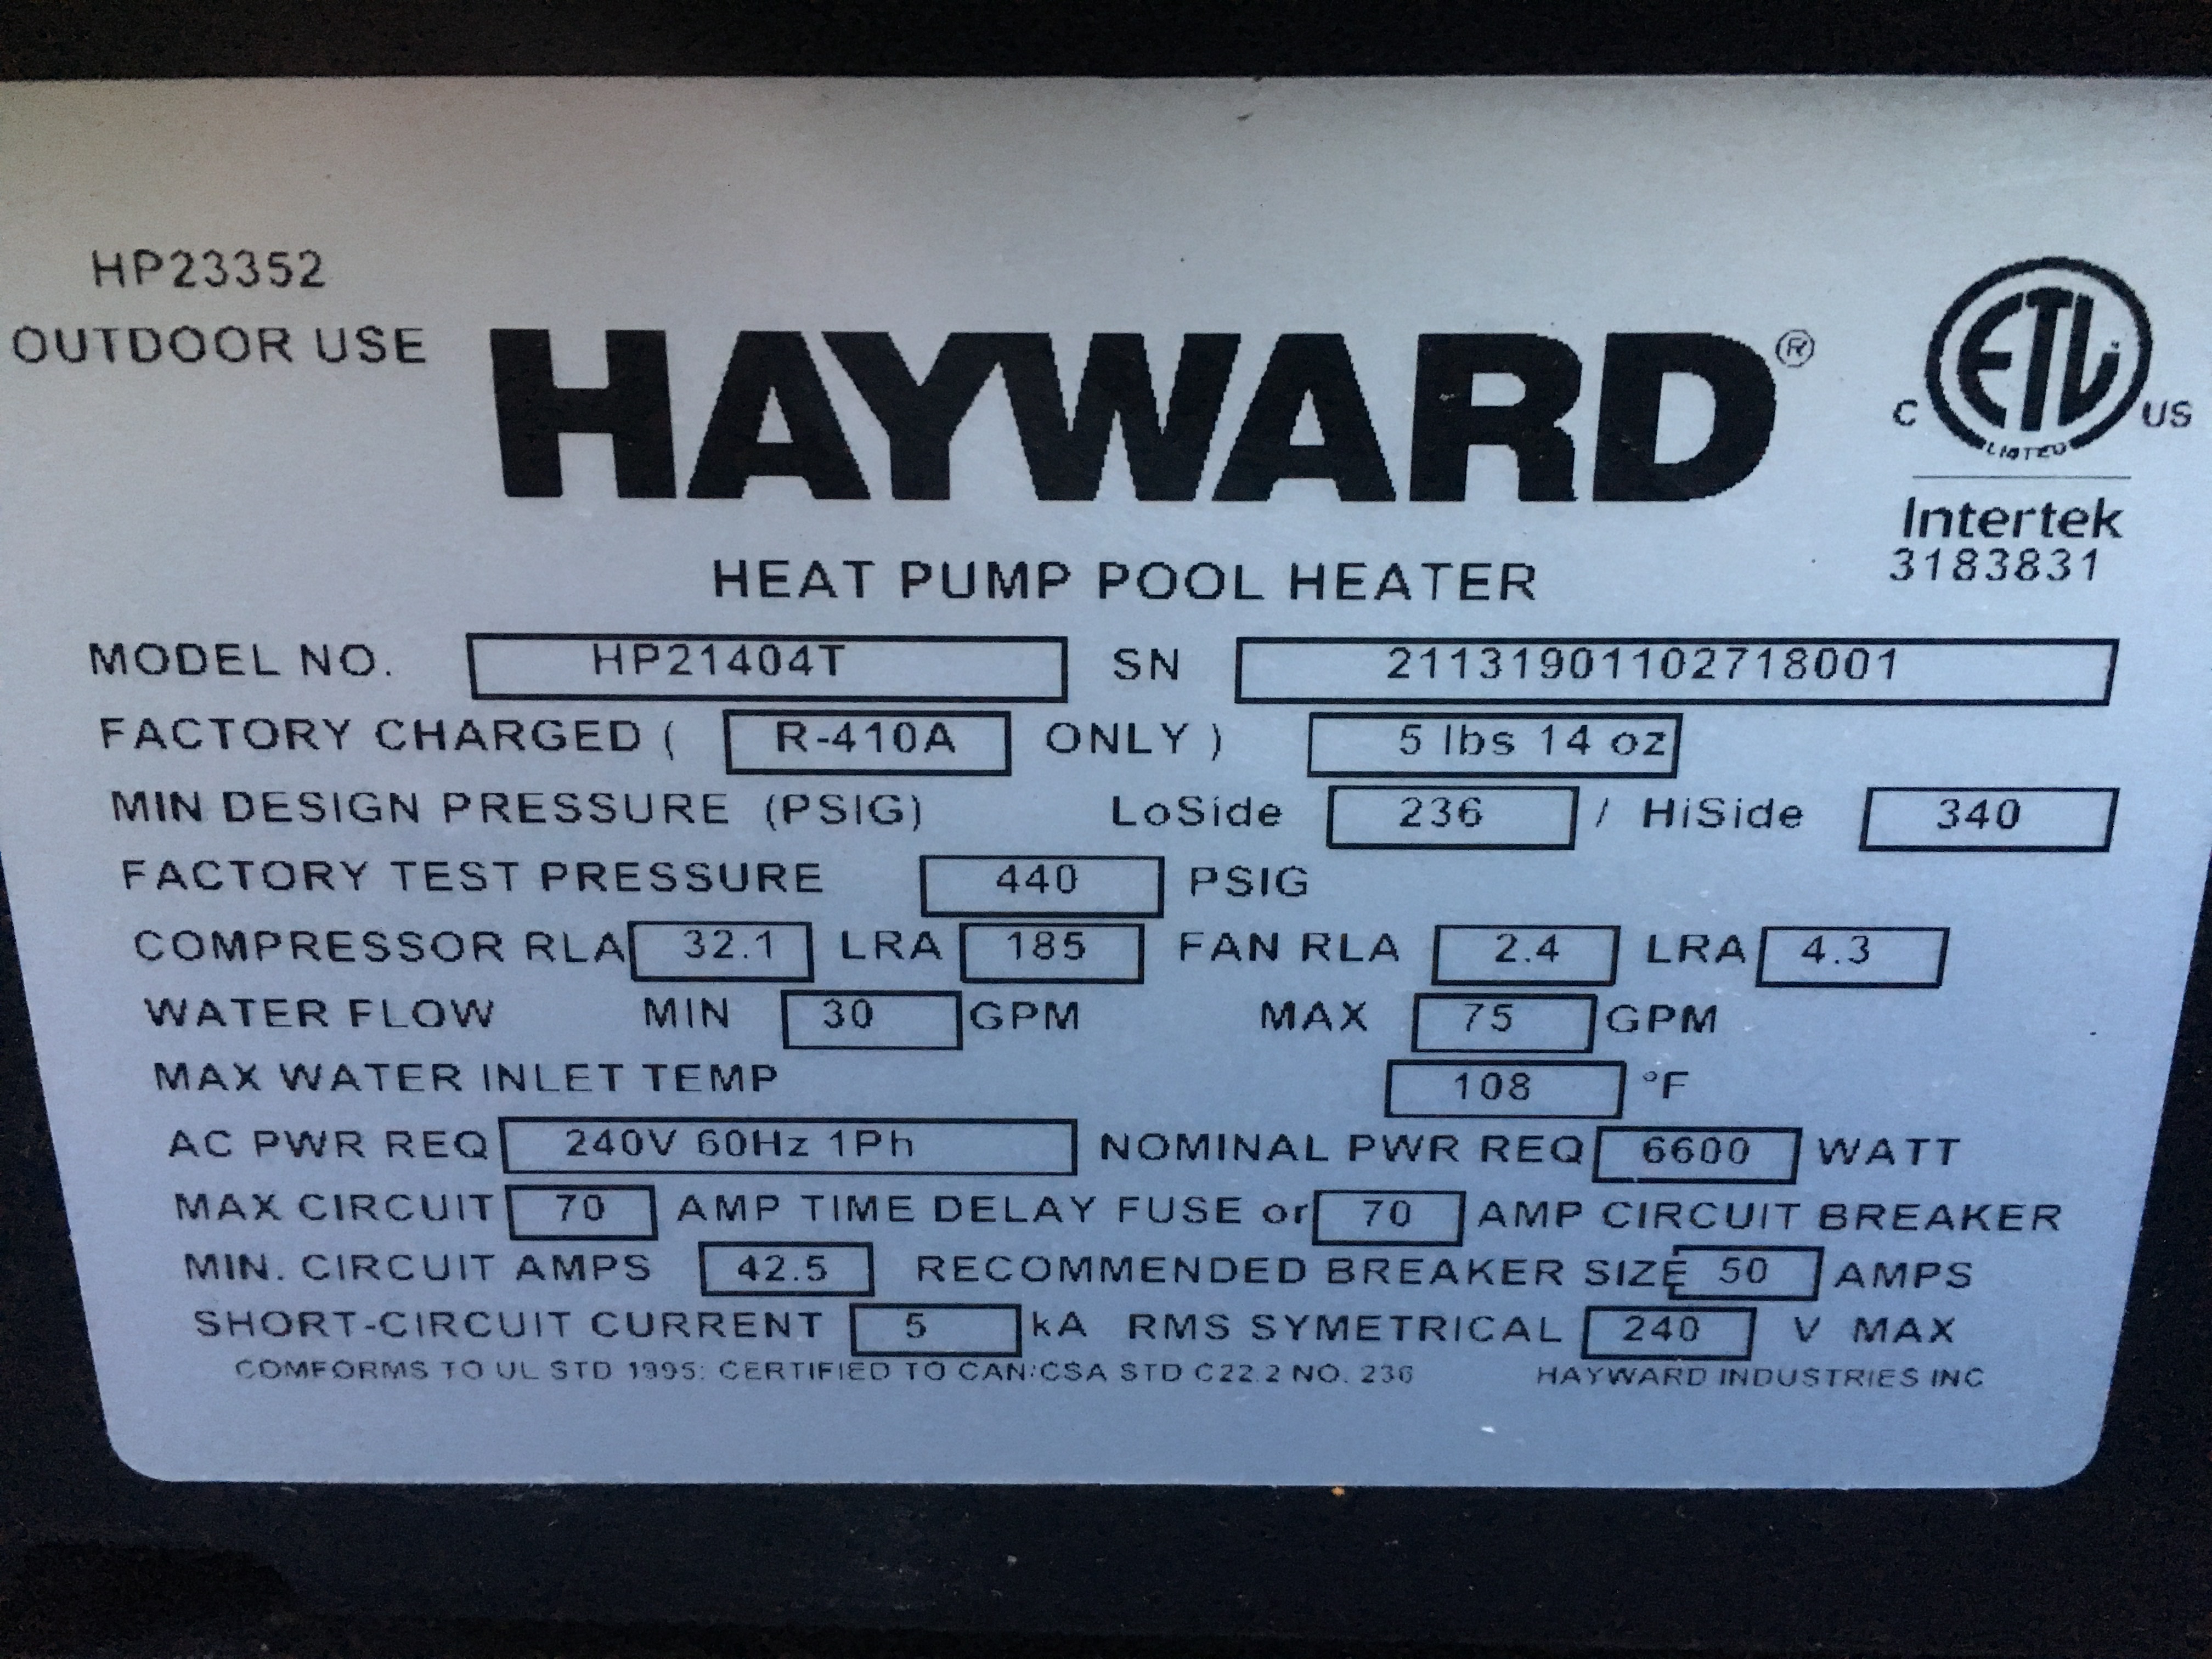 HP23352
OUTDOOR USE
HAYWARD®
C ETL US
LISTED
Intertek
3183831
HEAT PUMP POOL HEATER
MODEL NO. HP21404T SN 21131901102718001
FACTORY CHARGED ( R-410A ONLY ) 5 lbs 14 oz
MIN DESIGN PRESSURE (PSIG) LoSide 236 / HiSide 340
FACTORY TEST PRESSURE 440 PSIG
COMPRESSOR RLA 32.1 LRA 185 FAN RLA 2.4 LRA 4.3
WATER FLOW MIN 30 GPM MAX 75 GPM
MAX WATER INLET TEMP 108 °F
AC PWR REQ 240V 60Hz 1Ph NOMINAL PWR REQ 6600 WATT
MAX CIRCUIT 70 AMP TIME DELAY FUSE or 70 AMP CIRCUIT BREAKER
MIN. CIRCUIT AMPS 42.5 RECOMMENDED BREAKER SIZE 50 AMPS
SHORT-CIRCUIT CURRENT 5 kA RMS SYMETRICAL 240 V MAX
COMFORMS TO UL STD 1995: CERTIFIED TO CAN:CSA STD C22.2 NO. 236 HAYWARD INDUSTRIES INC